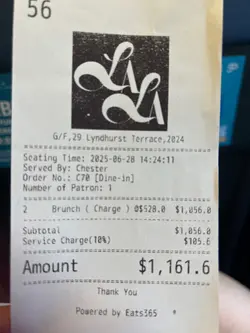 56
LA
LA
G/F,29 Lyndhurst Terrace,2024
Seating Time: 2025-06-28 14:24:11
Served By: Chester
Order No.: C70 [Dine-in]
Number of Patron: 1
2 Brunch ( Charge ) @$528.0 $1,056.0
Subtotal $1,056.0
Service Charge(10%) $105.6
Amount $1,161.6
Thank You
Powered by Eats365